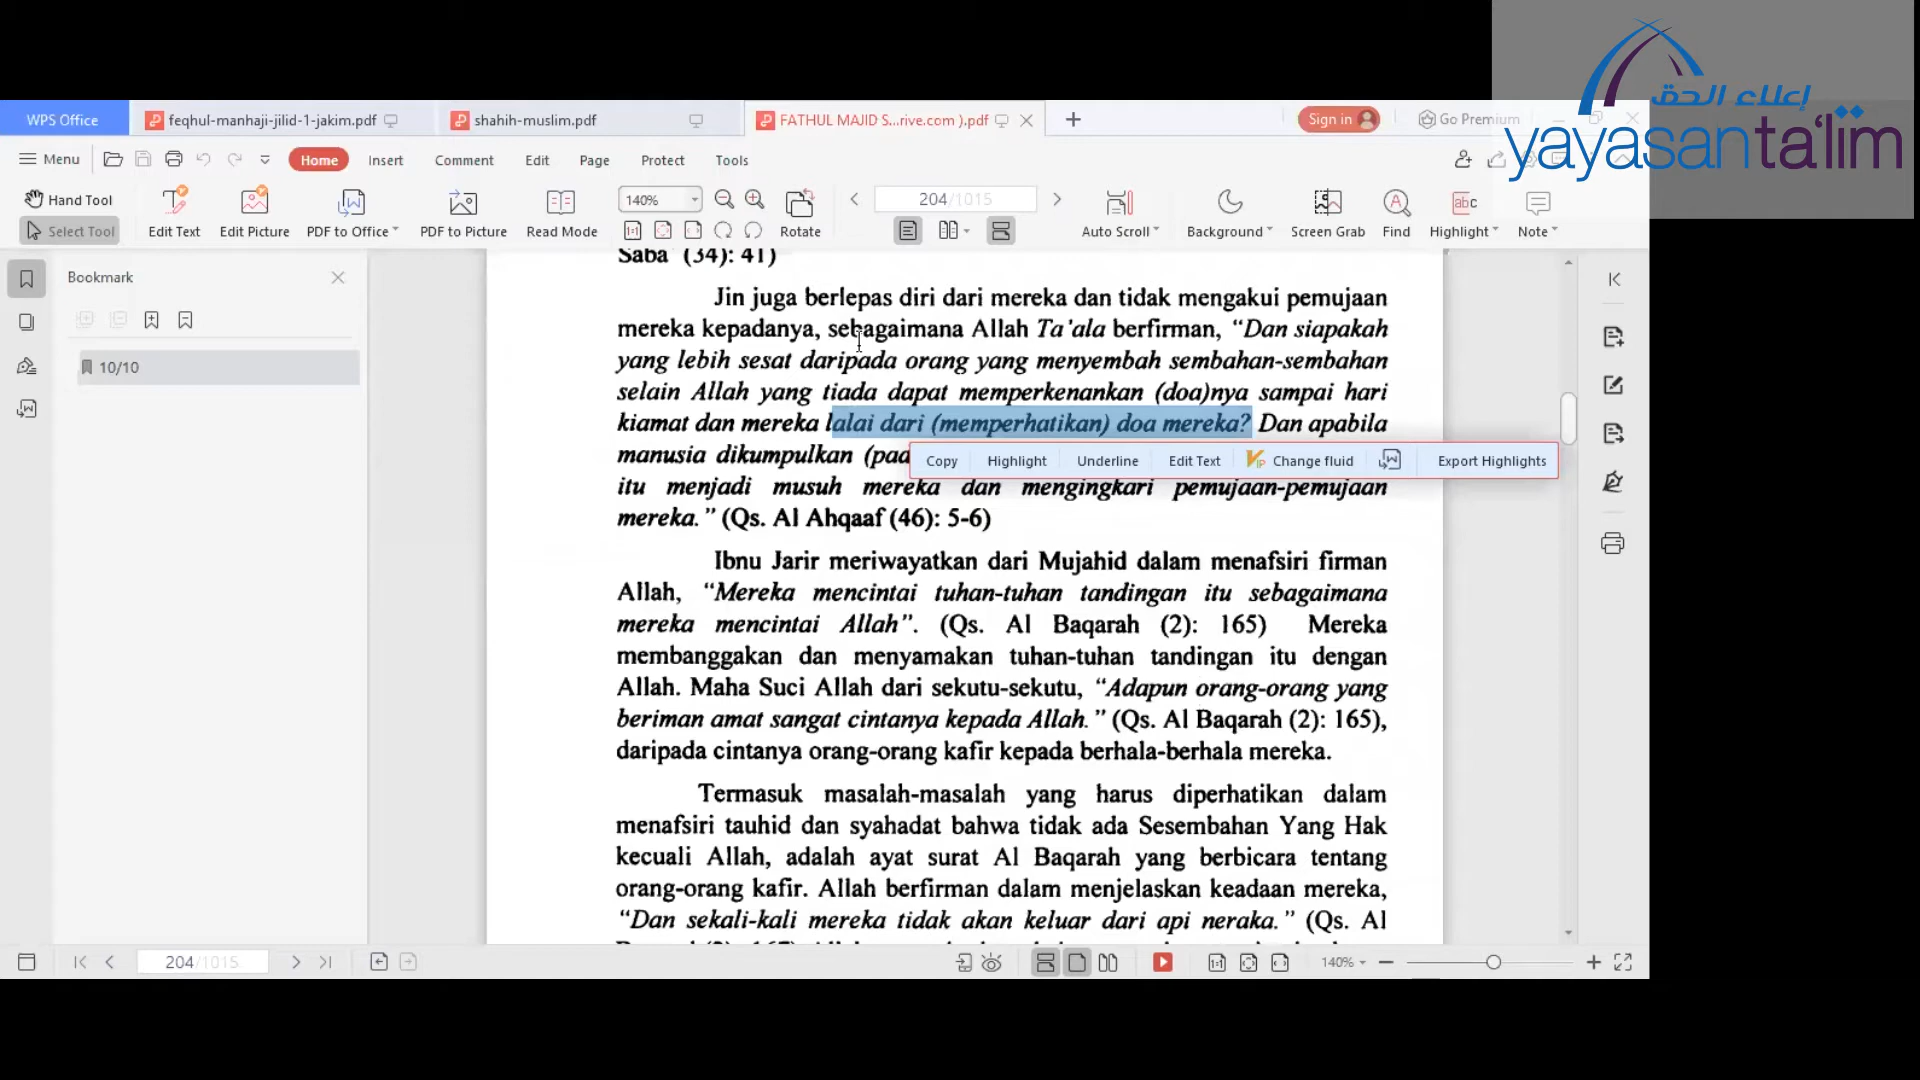 إعلاء الحق
yayasanta'lim
WPS Office
feqhul-manhaji-jilid-1-jakim.pdf
shahih-muslim.pdf
FATHUL MAJID S...rive.com ).pdf
Sign in
Go Premium
Menu
Home
Insert
Comment
Edit
Page
Protect
Tools
Hand Tool
Select Tool
Edit Text
Edit Picture
PDF to Office
PDF to Picture
Read Mode
140%
Rotate
204/1015
Auto Scroll
Background
Screen Grab
Find
Highlight
Note
Bookmark
10/10
Saba' (34): 41)
Jin juga berlepas diri dari mereka dan tidak mengakui pemujaan
mereka kepadanya, sebagaimana Allah Ta'ala berfirman, “Dan siapakah
yang lebih sesat daripada orang yang menyembah sembahan-sembahan
selain Allah yang tiada dapat memperkenankan (doa)nya sampai hari
kiamat dan mereka lalai dari (memperhatikan) doa mereka? Dan apabila
manusia dikumpulkan (pad
Copy
Highlight
Underline
Edit Text
Change fluid
Export Highlights
itu menjadi musuh mereka dan mengingkari pemujaan-pemujaan
mereka.” (Qs. Al Ahqaaf (46): 5-6)
Ibnu Jarir meriwayatkan dari Mujahid dalam menafsiri firman
Allah, “Mereka mencintai tuhan-tuhan tandingan itu sebagaimana
mereka mencintai Allah”. (Qs. Al Baqarah (2): 165) Mereka
membanggakan dan menyamakan tuhan-tuhan tandingan itu dengan
Allah. Maha Suci Allah dari sekutu-sekutu, “Adapun orang-orang yang
beriman amat sangat cintanya kepada Allah.” (Qs. Al Baqarah (2): 165),
daripada cintanya orang-orang kafir kepada berhala-berhala mereka.
Termasuk masalah-masalah yang harus diperhatikan dalam
menafsiri tauhid dan syahadat bahwa tidak ada Sesembahan Yang Hak
kecuali Allah, adalah ayat surat Al Baqarah yang berbicara tentang
orang-orang kafir. Allah berfirman dalam menjelaskan keadaan mereka,
“Dan sekali-kali mereka tidak akan keluar dari api neraka.” (Qs. Al
204/1015
140%